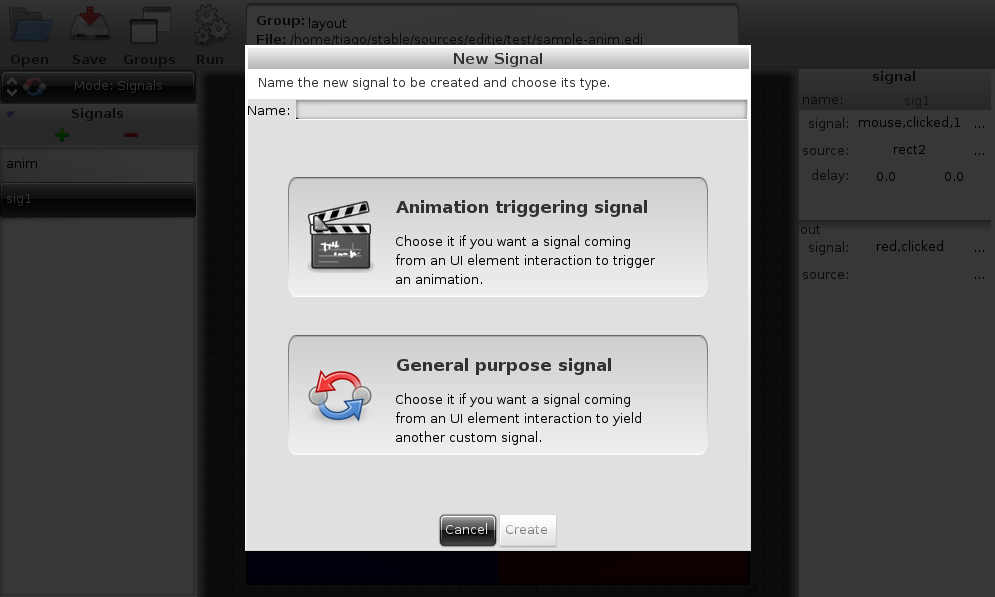 Group: layout
File: /home/tiago/stable/sources/editje/test/sample-anim.edj
Open Save Groups Run
Mode: Signals
Signals
anim
sig1
New Signal
Name the new signal to be created and choose its type.
Name:
Animation triggering signal
Choose it if you want a signal coming
from an UI element interaction to trigger
an animation.
General purpose signal
Choose it if you want a signal coming
from an UI element interaction to yield
another custom signal.
Cancel Create
signal
name: sig1
signal: mouse,clicked,1 ...
source: rect2 ...
delay: 0.0 0.0
out
signal: red,clicked ...
source: ...